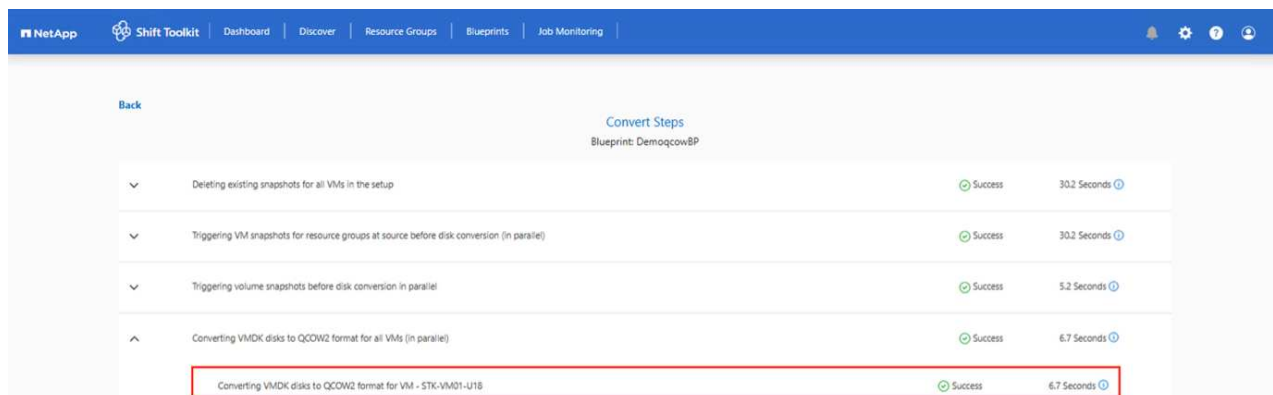 NetApp Shift Toolkit Dashboard Discover Resource Groups Blueprints Job Monitoring
Back
Convert Steps
Blueprint: DemoqcowBP
Deleting existing snapshots for all VMs in the setup Success 30.2 Seconds
Triggering VM snapshots for resource groups at source before disk conversion (in parallel) Success 30.2 Seconds
Triggering volume snapshots before disk conversion in parallel Success 5.2 Seconds
Converting VMDK disks to QCOW2 format for all VMs (in parallel) Success 6.7 Seconds
Converting VMDK disks to QCOW2 format for VM - STK-VM01-U18 Success 6.7 Seconds